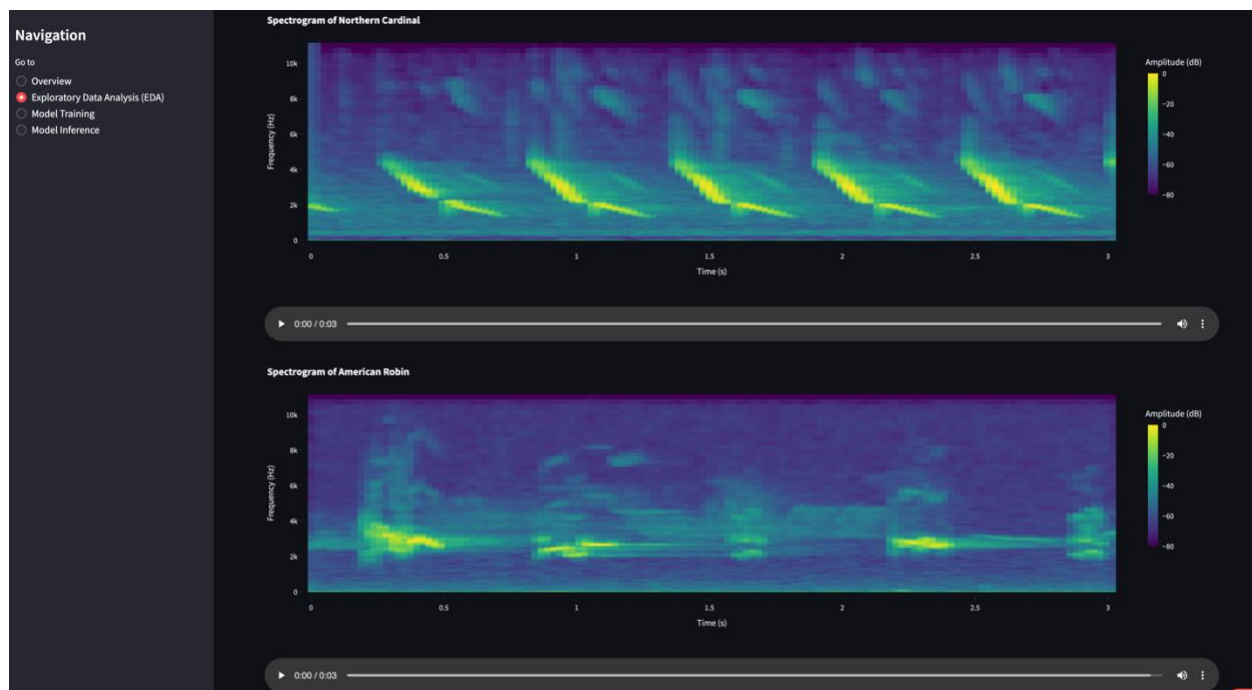 Navigation
Go to
Overview
Exploratory Data Analysis (EDA)
Model Training
Model Inference
Spectrogram of Northern Cardinal
Amplitude (dB)
10k
8k
6k
4k
2k
0
Frequency (Hz)
0
−20
−40
−60
−80
0 0.5 1 1.5 2 2.5 3
Time (s)
0:00 / 0:03
Spectrogram of American Robin
Amplitude (dB)
10k
8k
6k
4k
2k
0
Frequency (Hz)
0
−20
−40
−60
−80
0 0.5 1 1.5 2 2.5 3
Time (s)
0:00 / 0:03